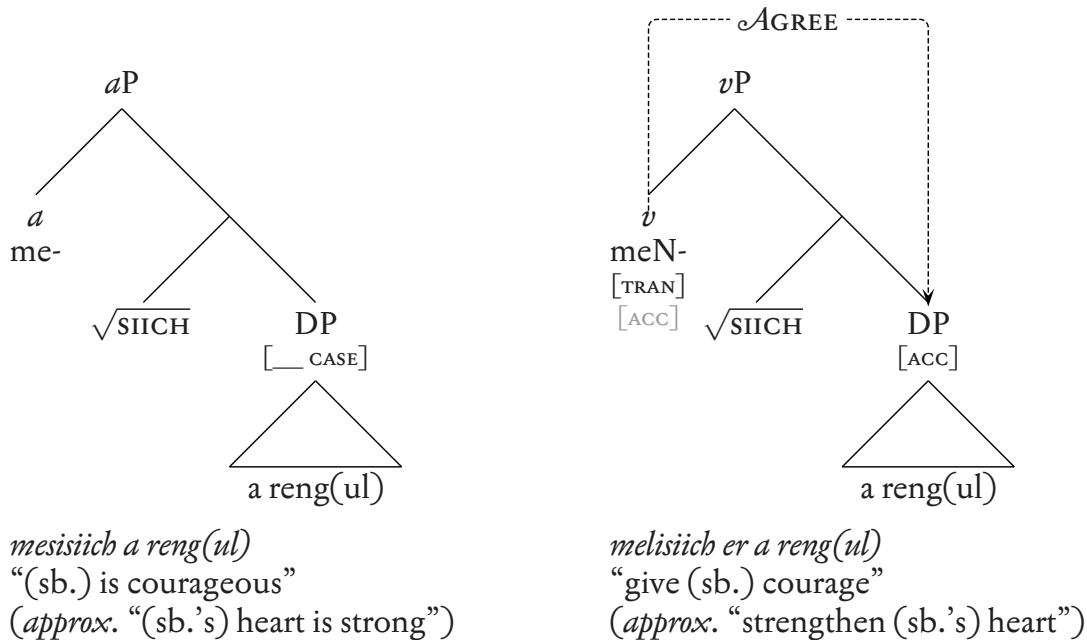 AGREE
aP
vP
a
me-
v
meN-
[TRAN]
[ACC]
√SIICH
DP
[__ CASE]
√SIICH
DP
[ACC]
a reng(ul)
a reng(ul)
mesisiich a reng(ul)
“(sb.) is courageous”
(approx. “(sb.’s) heart is strong”)
melisiich er a reng(ul)
“give (sb.) courage”
(approx. “strengthen (sb.’s) heart”)